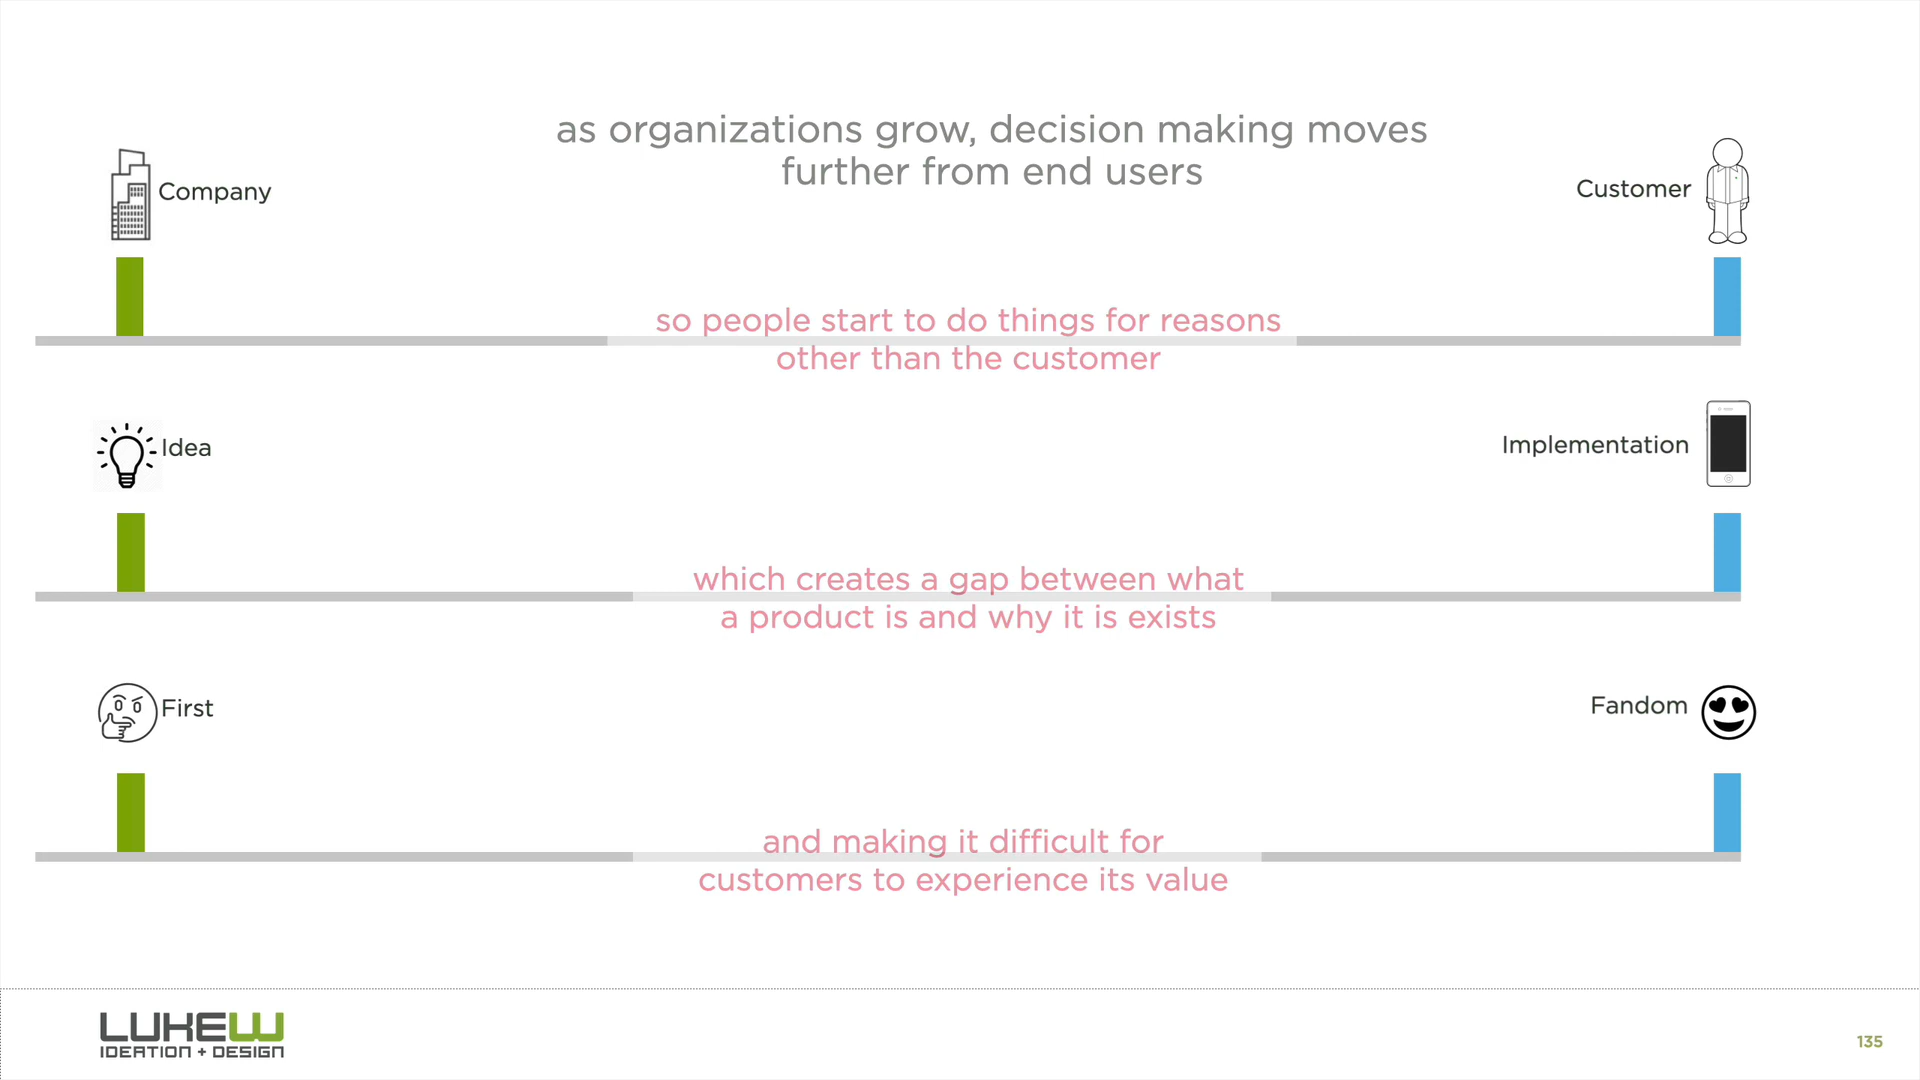 as organizations grow, decision making moves
further from end users
Company
Customer
so people start to do things for reasons
other than the customer
Idea
Implementation
which creates a gap between what
a product is and why it is exists
First
Fandom
and making it difficult for
customers to experience its value
LUKEW
IDEATION + DESIGN
135